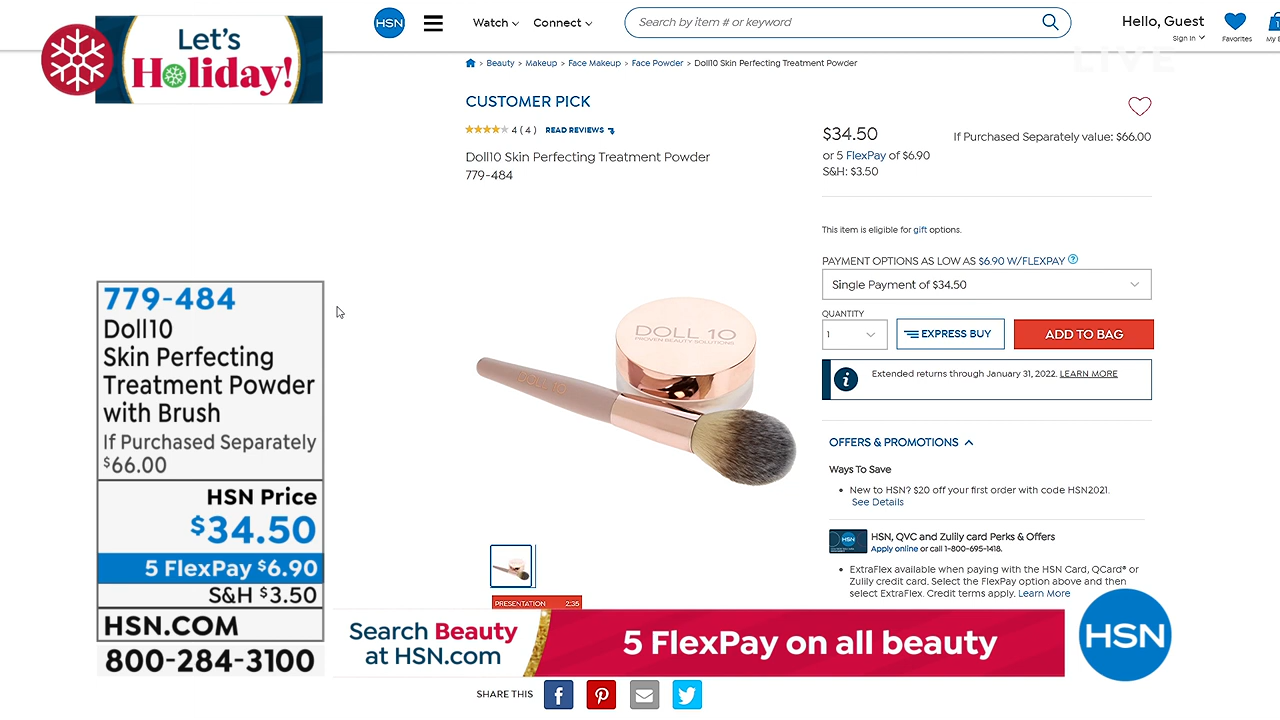 Let's
Holiday!
HSN
Watch
Connect
Search by item # or keyword
Hello, Guest
Sign In
Favorites
LIVE
Beauty > Makeup > Face Makeup > Face Powder > Doll10 Skin Perfecting Treatment Powder
CUSTOMER PICK
4 ( 4 ) READ REVIEWS
Doll10 Skin Perfecting Treatment Powder
779-484
$34.50
If Purchased Separately value: $66.00
or 5 FlexPay of $6.90
S&H: $3.50
This item is eligible for gift options.
PAYMENT OPTIONS AS LOW AS $6.90 W/FLEXPAY
Single Payment of $34.50
QUANTITY
1
EXPRESS BUY
ADD TO BAG
Extended returns through January 31, 2022. LEARN MORE
OFFERS & PROMOTIONS
Ways To Save
• New to HSN? $20 off your first order with code HSN2021.
See Details
HSN, QVC and Zulily card Perks & Offers
Apply online or call 1-800-695-1418.
• ExtraFlex available when paying with the HSN Card, QCard® or
Zulily credit card. Select the FlexPay option above and then
select ExtraFlex. Credit terms apply. Learn More
DOLL 10
PROVEN BEAUTY SOLUTIONS
DOLL 10
779-484
Doll10
Skin Perfecting
Treatment Powder
with Brush
If Purchased Separately
$66.00
HSN Price
$34.50
5 FlexPay $6.90
S&H $3.50
HSN.COM
800-284-3100
PRESENTATION 2:35
Search Beauty
at HSN.com
5 FlexPay on all beauty
HSN
SHARE THIS